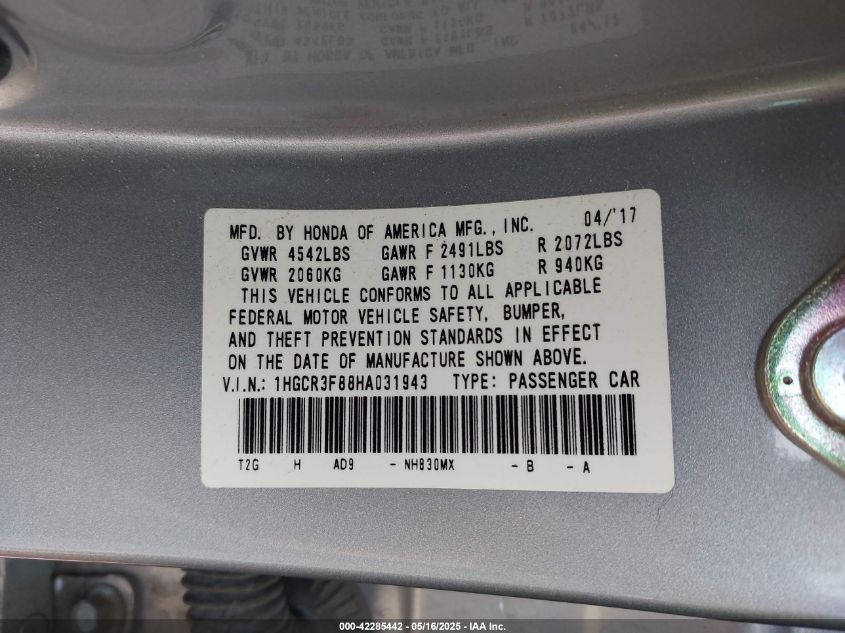 MFD. BY HONDA OF AMERICA MFG., INC. 04/'17
GVWR 4542LBS GAWR F 2491LBS R 2072LBS
GVWR 2060KG GAWR F 1130KG R 940KG
THIS VEHICLE CONFORMS TO ALL APPLICABLE
FEDERAL MOTOR VEHICLE SAFETY, BUMPER,
AND THEFT PREVENTION STANDARDS IN EFFECT
ON THE DATE OF MANUFACTURE SHOWN ABOVE.
V.I.N.: 1HGCR3F88HA031943 TYPE: PASSENGER CAR
T2G H AD9 - NH830MX - B - A
000-42285442 - 05/16/2025 - IAA Inc.